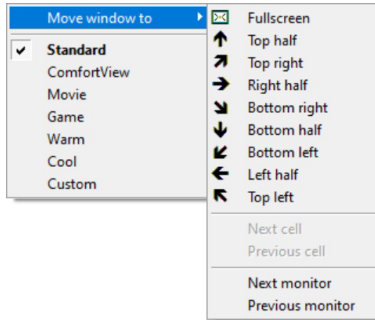 Move window to
Standard
ComfortView
Movie
Game
Warm
Cool
Custom
Fullscreen
Top half
Top right
Right half
Bottom right
Bottom half
Bottom left
Left half
Top left
Next cell
Previous cell
Next monitor
Previous monitor